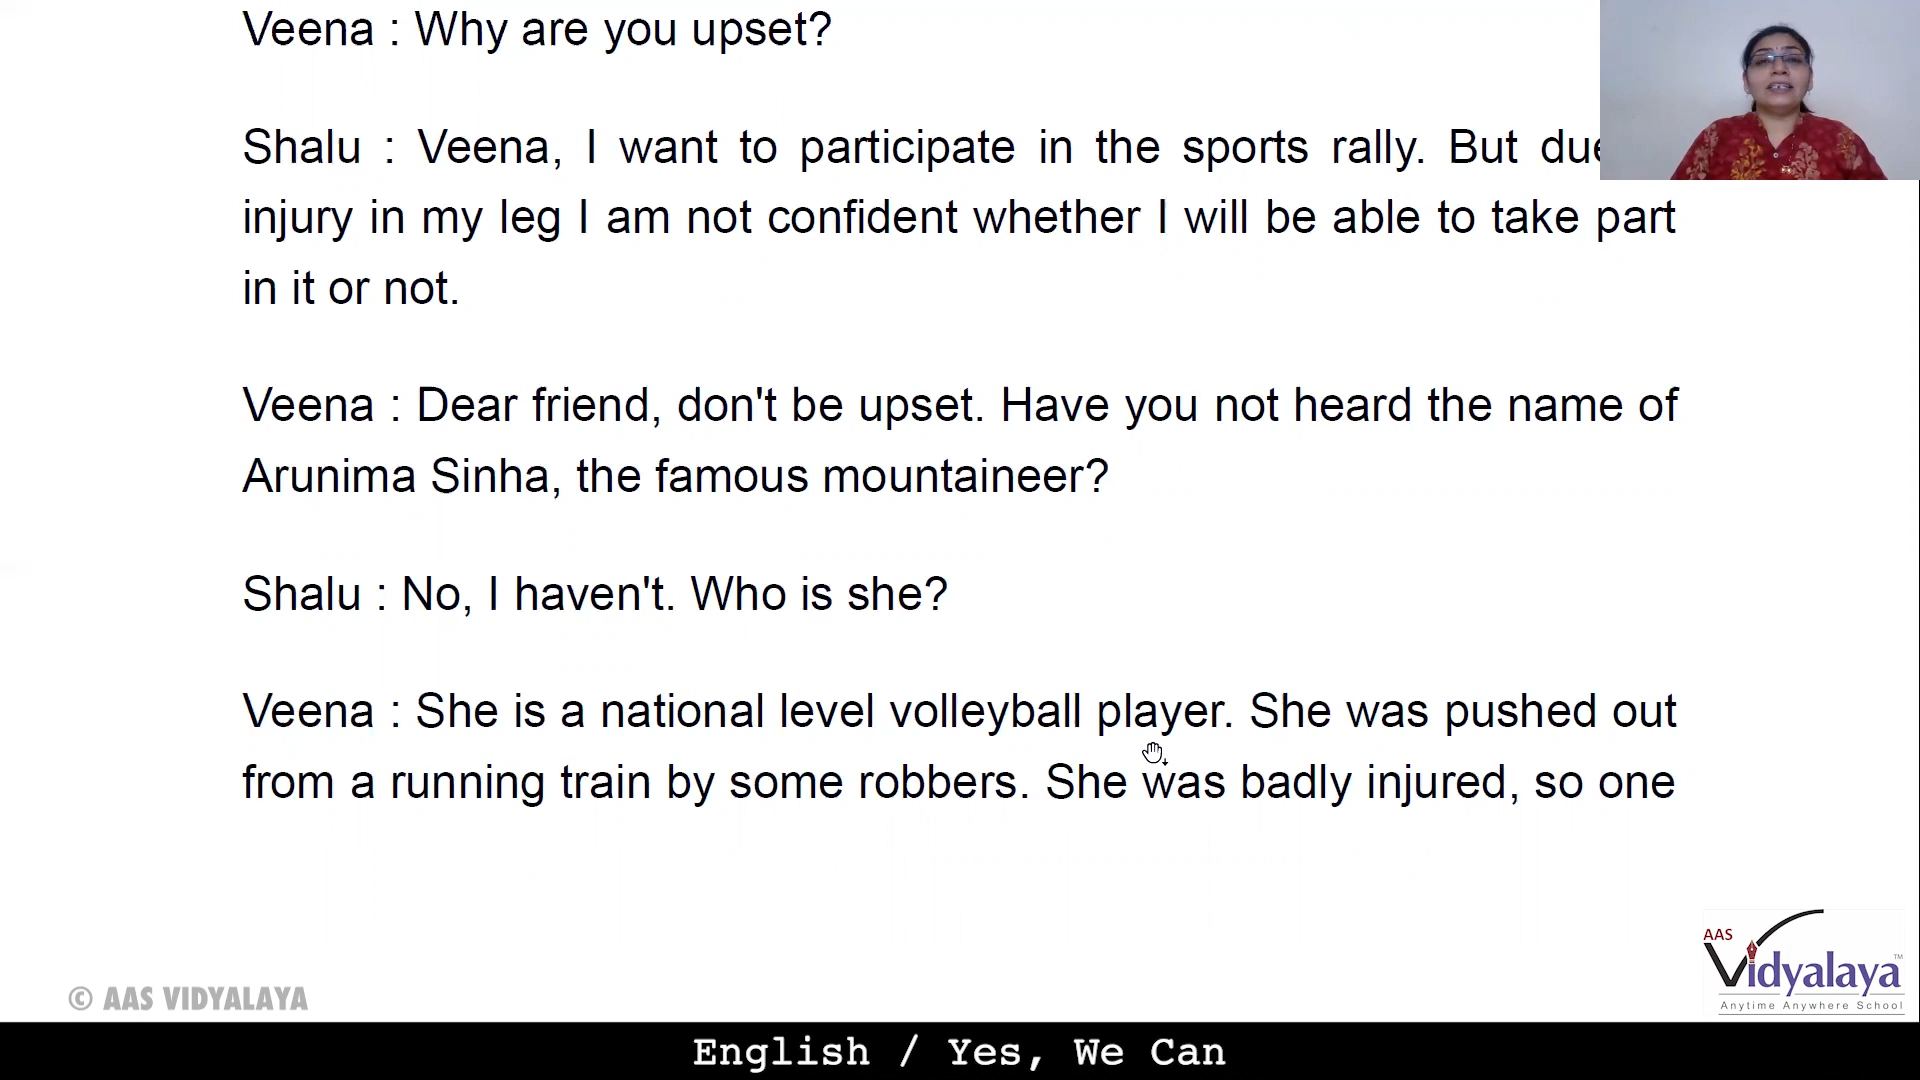 Veena : Why are you upset?
Shalu : Veena, I want to participate in the sports rally. But due
injury in my leg I am not confident whether I will be able to take part
in it or not.
Veena : Dear friend, don't be upset. Have you not heard the name of
Arunima Sinha, the famous mountaineer?
Shalu : No, I haven't. Who is she?
Veena : She is a national level volleyball player. She was pushed out
from a running train by some robbers. She was badly injured, so one
AAS
Vidyalaya™
Anytime Anywhere School
© AAS VIDYALAYA
English / Yes, We Can